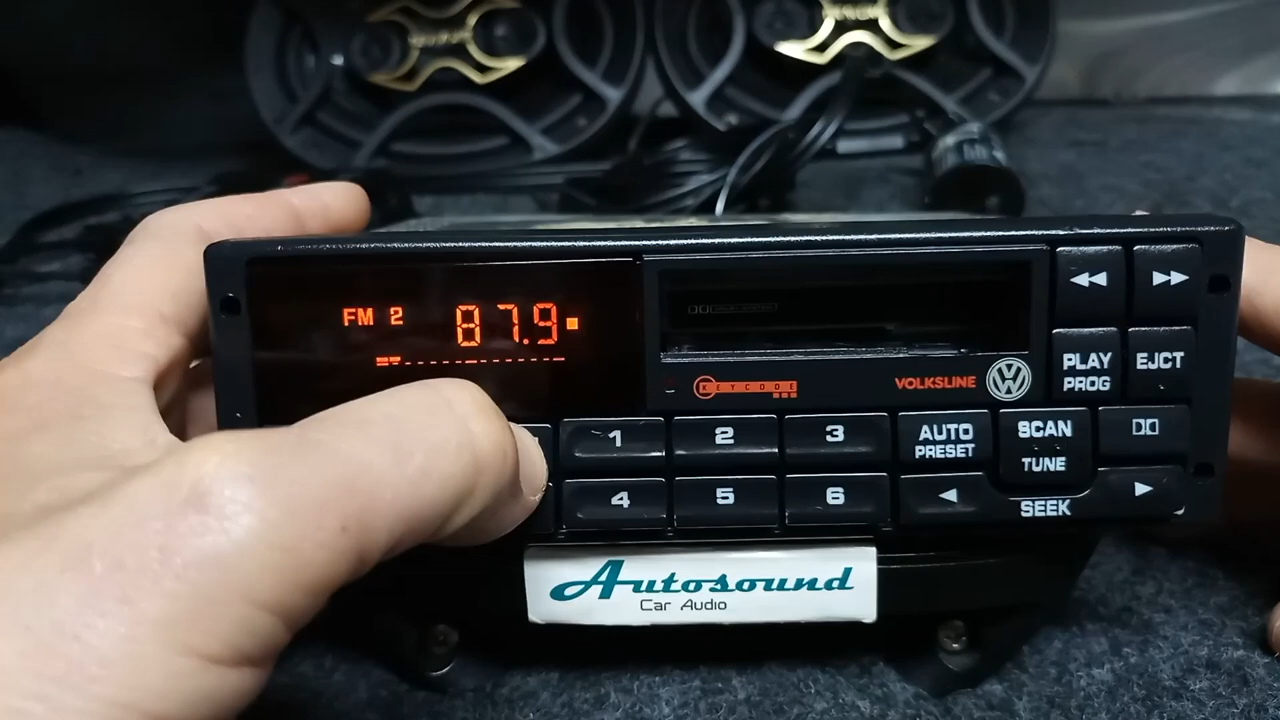 FM 2 87.9
KEYCODE
VOLKSLINE
PLAY
PROG
EJCT
1
2
3
AUTO
PRESET
SCAN
TUNE
4
5
6
SEEK
Autosound
Car Audio